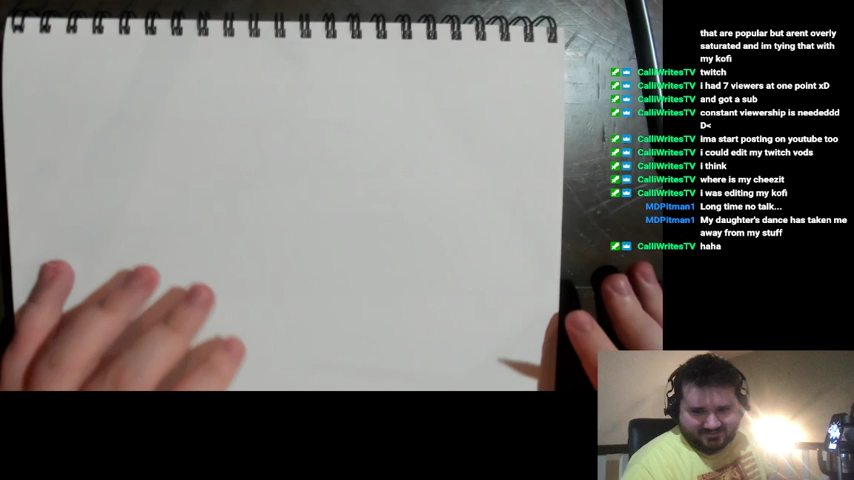 that are popular but arent overly
saturated and im tying that with
my kofi
CalliWritesTV twitch
CalliWritesTV i had 7 viewers at one point xD
CalliWritesTV and got a sub
CalliWritesTV constant viewership is neededdd
D<
CalliWritesTV ima start posting on youtube too
CalliWritesTV i could edit my twitch vods
CalliWritesTV i think
CalliWritesTV where is my cheezit
CalliWritesTV i was editing my kofi
MDPitman1 Long time no talk...
MDPitman1 My daughter's dance has taken me
away from my stuff
CalliWritesTV haha